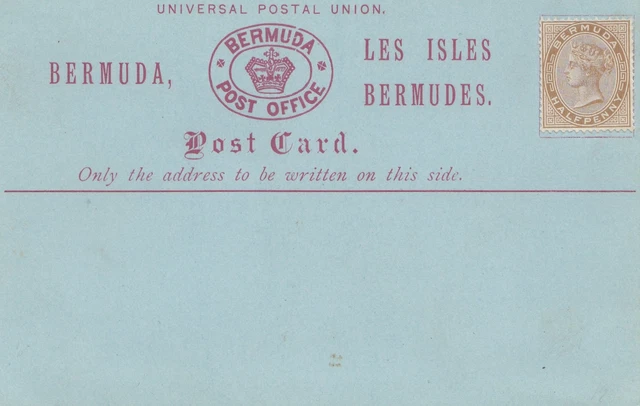 UNIVERSAL POSTAL UNION.
BERMUDA,
BERMUDA
POST OFFICE
LES ISLES
BERMUDES.
Post Card.
Only the address to be written on this side.
BERMUDA
HALFPENNY